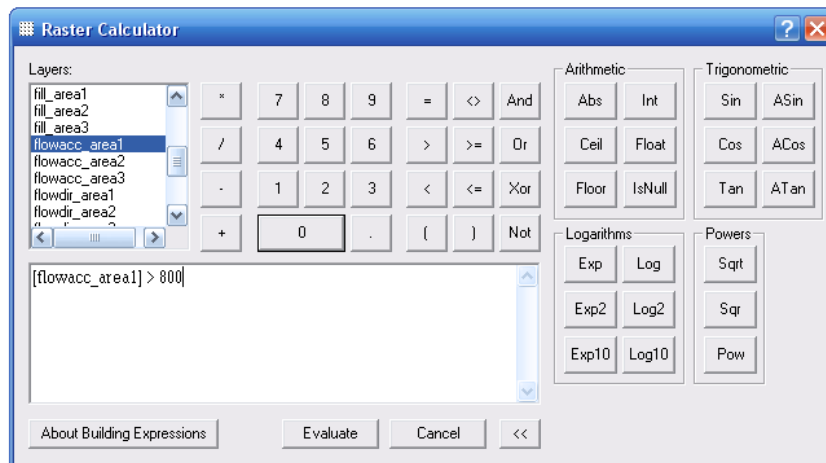 Raster Calculator
Layers:
fill_area1
fill_area2
fill_area3
flowacc_area1
flowacc_area2
flowacc_area3
flowdir_area1
flowdir_area2
* 7 8 9 = <> And
/ 4 5 6 > >= Or
- 1 2 3 < <= Xor
+ 0 . ( ) Not
Arithmetic
Abs Int
Ceil Float
Floor IsNull
Trigonometric
Sin ASin
Cos ACos
Tan ATan
Logarithms
Exp Log
Exp2 Log2
Exp10 Log10
Powers
Sqrt
Sqr
Pow
[flowacc_area1] > 800
About Building Expressions Evaluate Cancel <<